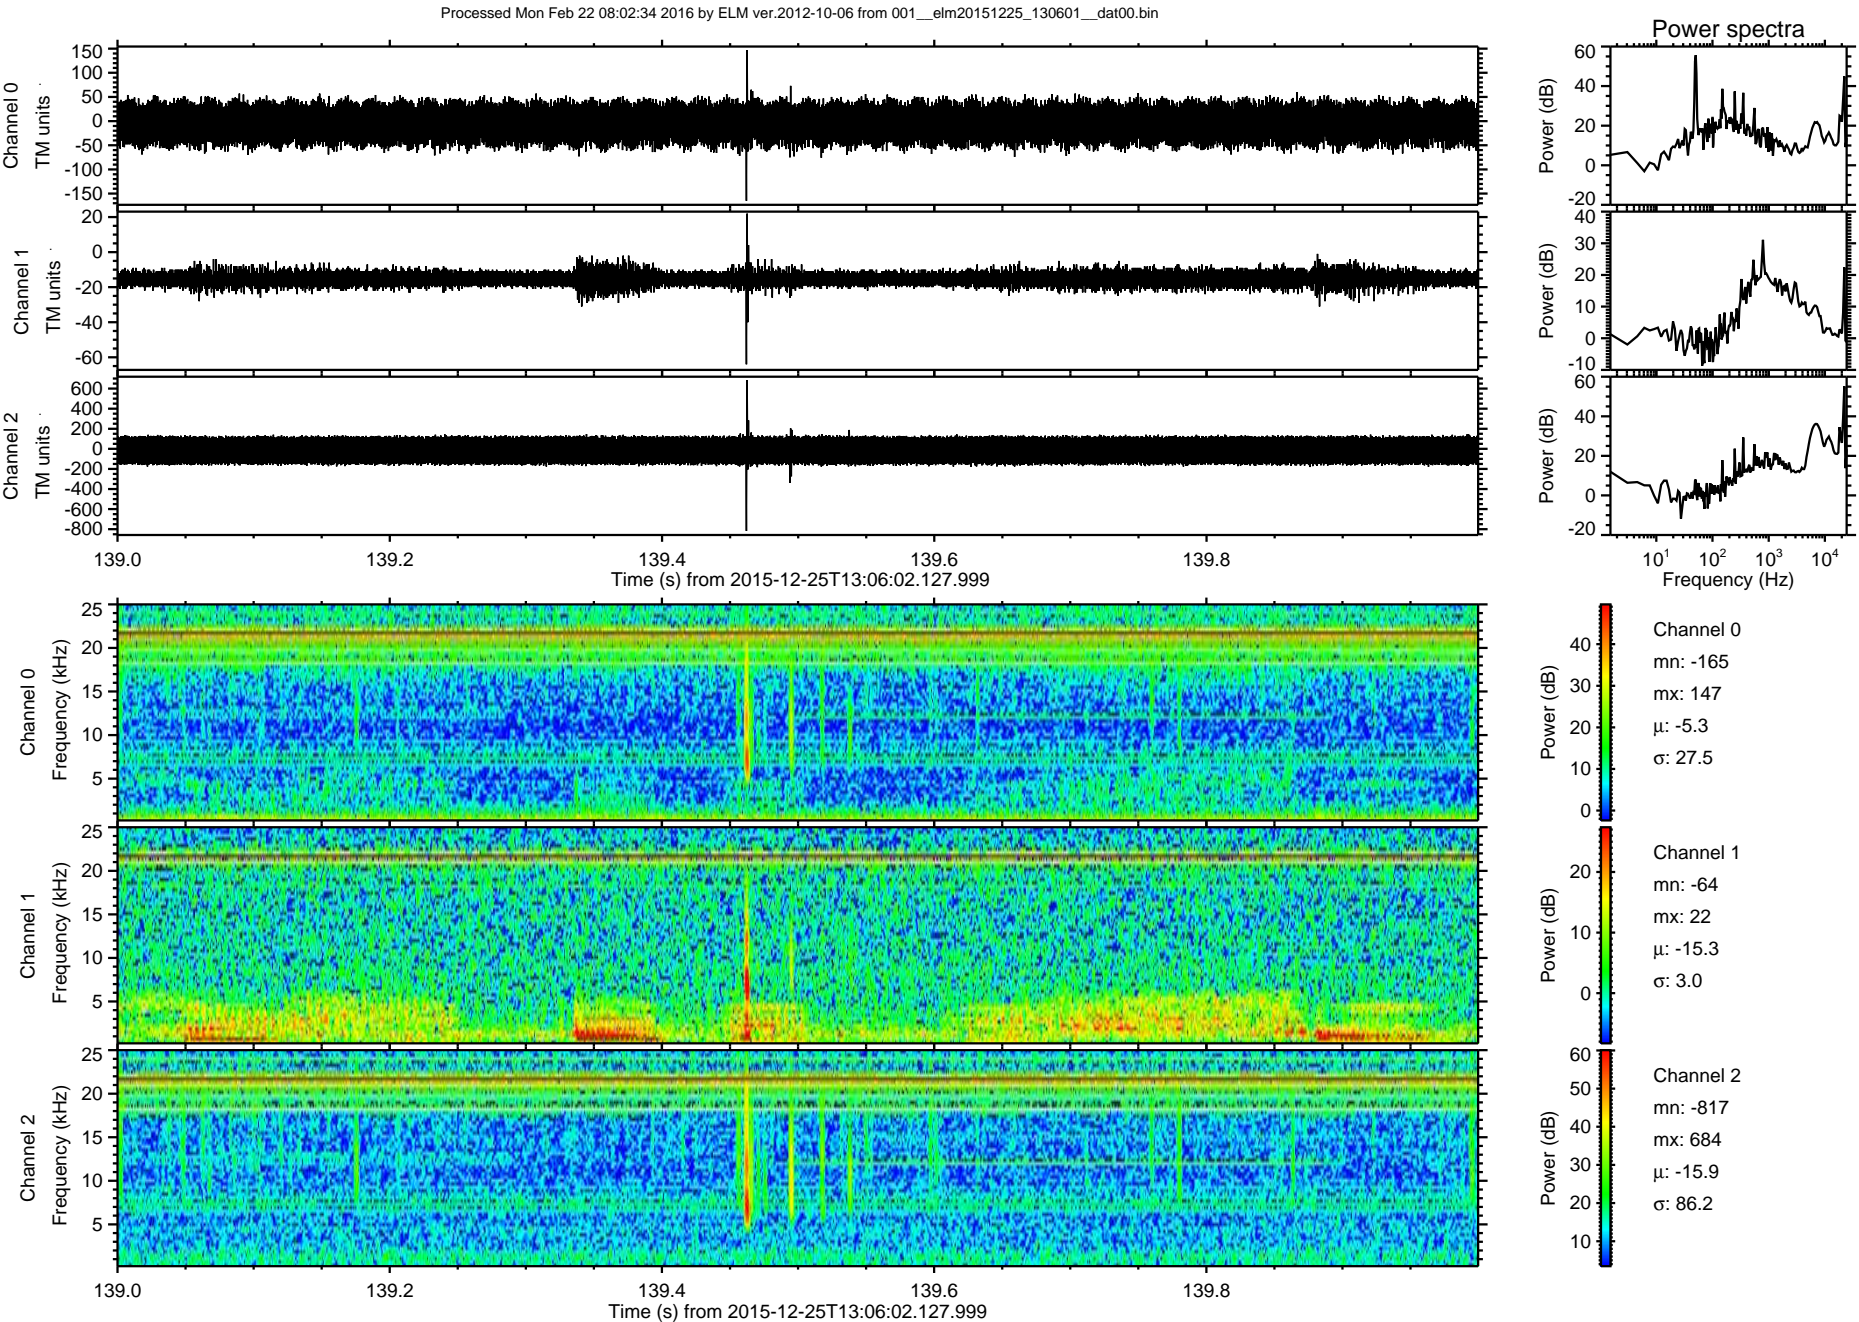 Processed Mon Feb 22 08:02:34 2016 by ELM ver.2012-10-06 from 001__elm20151225_130601__dat00.bin
Power spectra
Channel 0
TM units
150
100
50
0
-50
-100
-150
Power (dB)
60
40
20
0
-20
Channel 1
TM units
20
0
-20
-40
-60
Power (dB)
40
30
20
10
0
-10
Channel 2
TM units
600
400
200
0
-200
-400
-600
-800
Power (dB)
60
40
20
0
-20
139.0 139.2 139.4 139.6 139.8
Time (s) from 2015-12-25T13:06:02.127.999
10¹ 10² 10³ 10⁴
Frequency (Hz)
Channel 0
Frequency (kHz)
25
20
15
10
5
Power (dB)
40
30
20
10
0
Channel 0
mn: -165
mx: 147
μ: -5.3
σ: 27.5
Channel 1
Frequency (kHz)
25
20
15
10
5
Power (dB)
20
10
0
Channel 1
mn: -64
mx: 22
μ: -15.3
σ: 3.0
Channel 2
Frequency (kHz)
25
20
15
10
5
Power (dB)
60
50
40
30
20
10
Channel 2
mn: -817
mx: 684
μ: -15.9
σ: 86.2
139.0 139.2 139.4 139.6 139.8
Time (s) from 2015-12-25T13:06:02.127.999